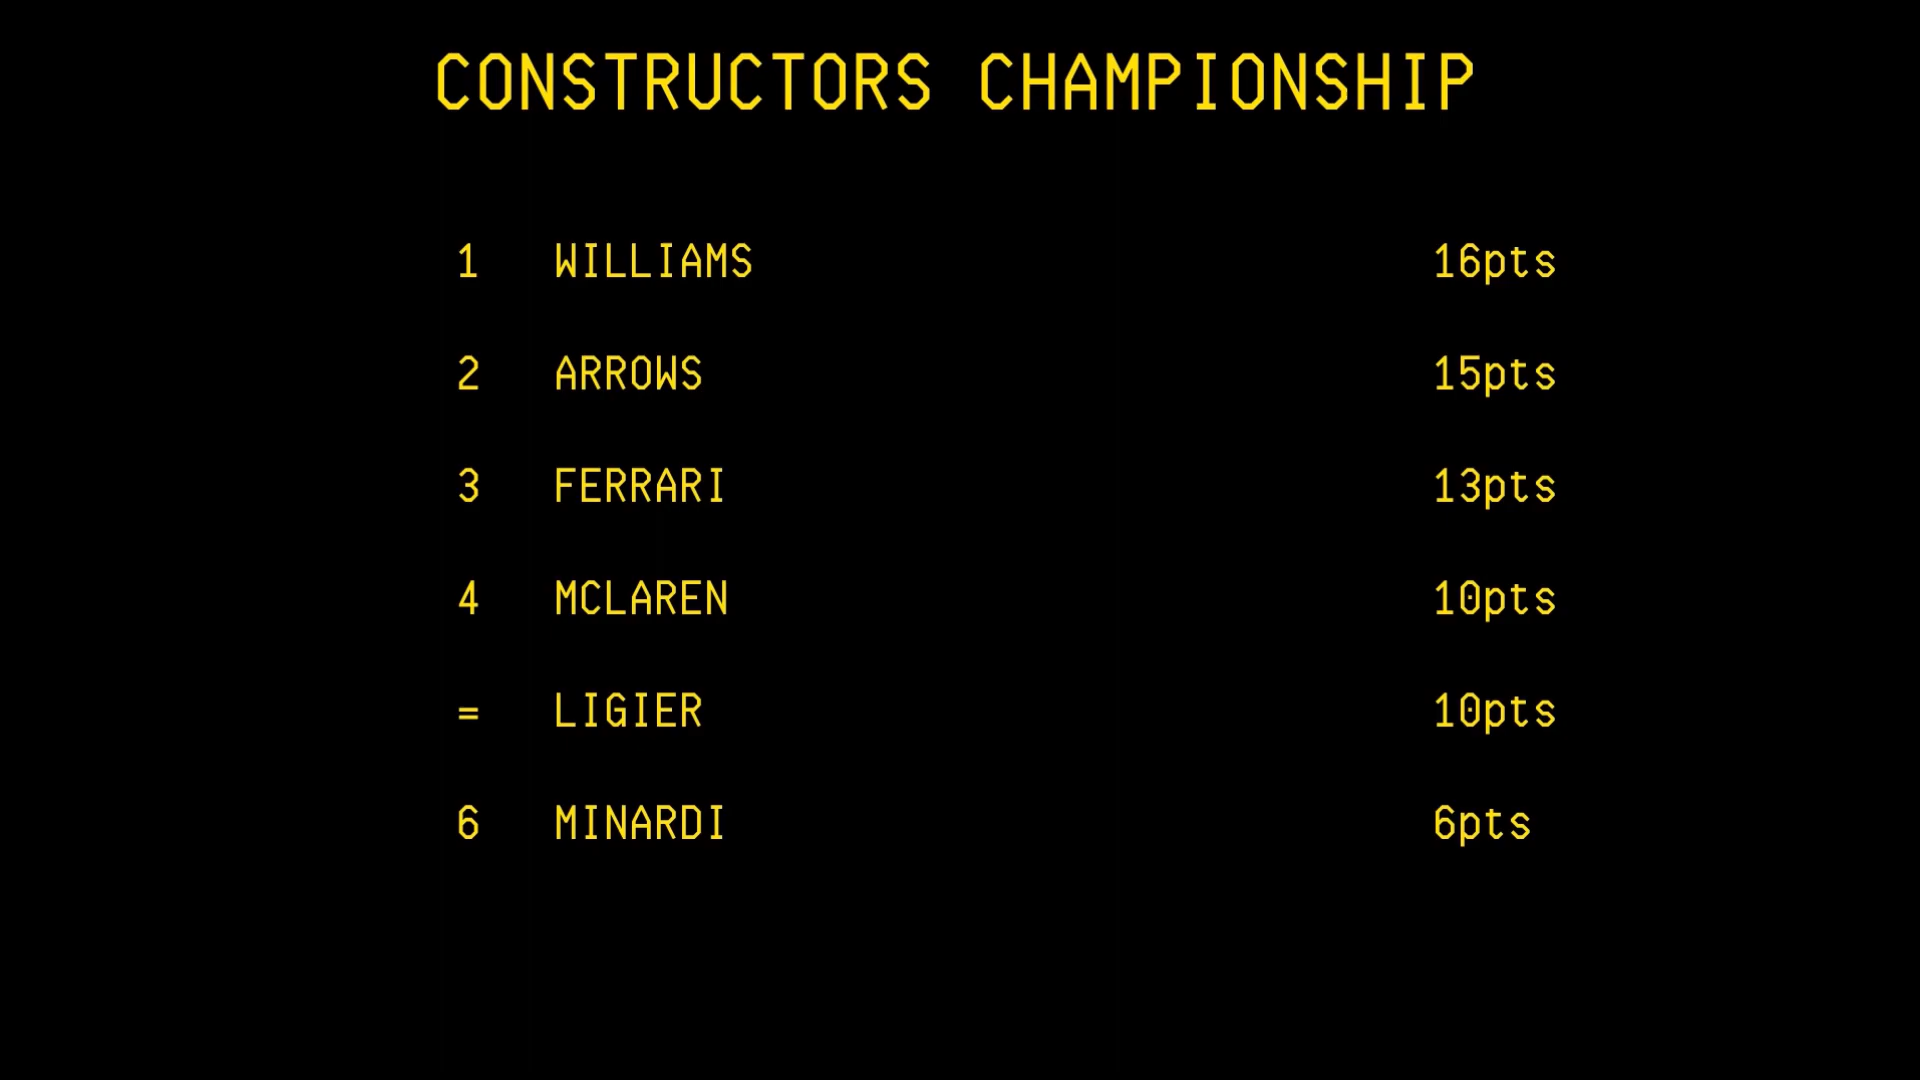 CONSTRUCTORS CHAMPIONSHIP
1 WILLIAMS 16pts
2 ARROWS 15pts
3 FERRARI 13pts
4 MCLAREN 10pts
= LIGIER 10pts
6 MINARDI 6pts